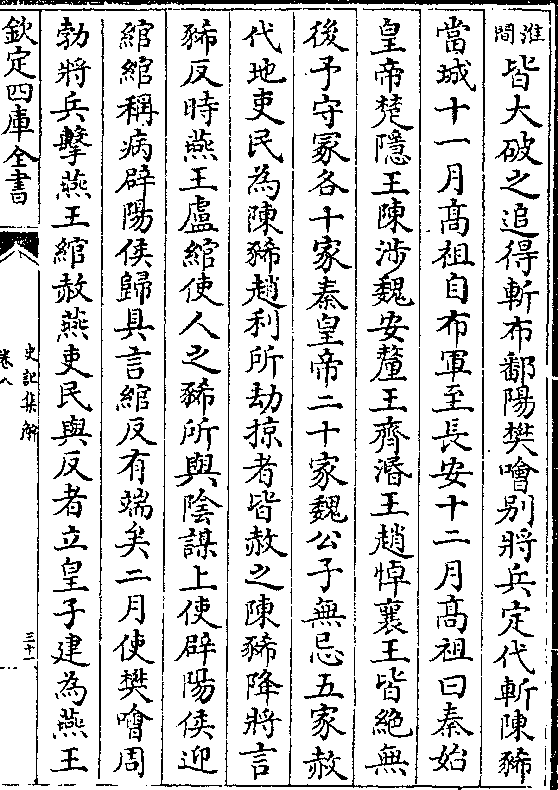 淮間皆大破之追得斬布鄱陽樊噲别將兵定代斬陳豨
當城十一月髙祖自布軍至長安十二月髙祖曰秦始
皇帝楚隱王陳涉魏安釐王齊湣王趙悼襄王皆絶無
後予守冢各十家秦皇帝二十家魏公子無忌五家赦
代地吏民為陳豨趙利所劫掠者皆赦之陳豨降將言
豨反時燕王盧綰使人之豨所與陰謀上使辟陽侯迎
綰綰稱病辟陽侯歸具言綰反有端矣二月使樊噲周
勃將兵擊燕王綰赦燕吏民與反者立皇子建為燕王
欽定四庫全書
史記集解
卷八
三十一